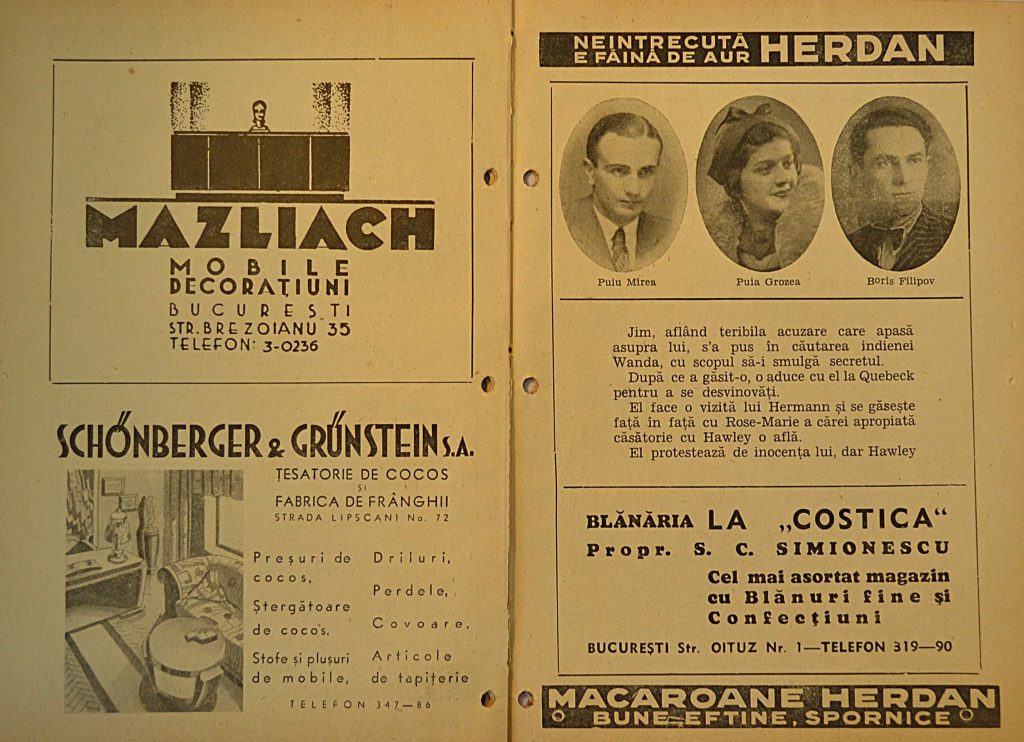 MAZLIACH
MOBILE
DECORAȚIUNI
BUCUREȘTI
STR. BREZOIANU 35
TELEFON: 3-0236
SCHÖNBERGER & GRÜNSTEIN S.A.
ȚESATORIE DE COCOS
ȘI
FABRICA DE FRÂNGHII
STRADA LIPSCANI No. 72
Preșuri de
cocos,
Ștergătoare
de cocos,
Stofe și plușuri
de mobile,
Driluri,
Perdele,
Covoare,
Articole
de tapițerie
TELEFON 347—86
NEINTRECUTĂ
E FĂINA DE AUR HERDAN
Puiu Mirea
Puia Grozea
Boris Filipov
Jim, aflând teribila acuzare care apasă
asupra lui, s'a pus în căutarea indienei
Wanda, cu scopul să-i smulgă secretul.
După ce a găsit-o, o aduce cu el la Quebeck
pentru a se desvinovăți.
El face o vizită lui Hermann și se găsește
față în față cu Rose-Marie a cărei apropiată
căsătorie cu Hawley o află.
El protestează de inocența lui, dar Hawley
BLĂNĂRIA LA „COSTICA“
Propr. S. C. SIMIONESCU
Cel mai asortat magazin
cu Blănuri fine și
Confecțiuni
BUCUREȘTI Str. OITUZ Nr. 1—TELEFON 319—90
MACAROANE HERDAN
BUNE-EFTINE, SPORNICE